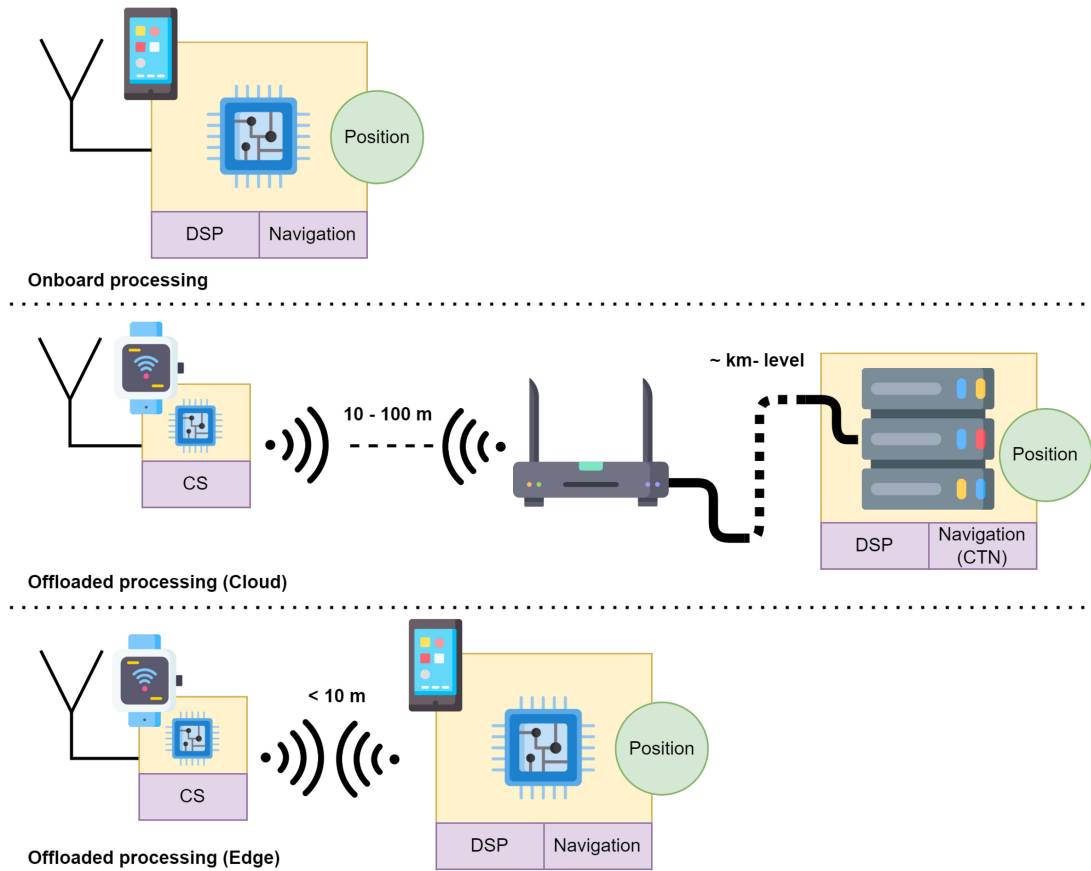 Position
DSP
Navigation
Onboard processing
~ km- level
10 - 100 m
Position
CS
DSP
Navigation
(CTN)
Offloaded processing (Cloud)
< 10 m
Position
CS
DSP
Navigation
Offloaded processing (Edge)